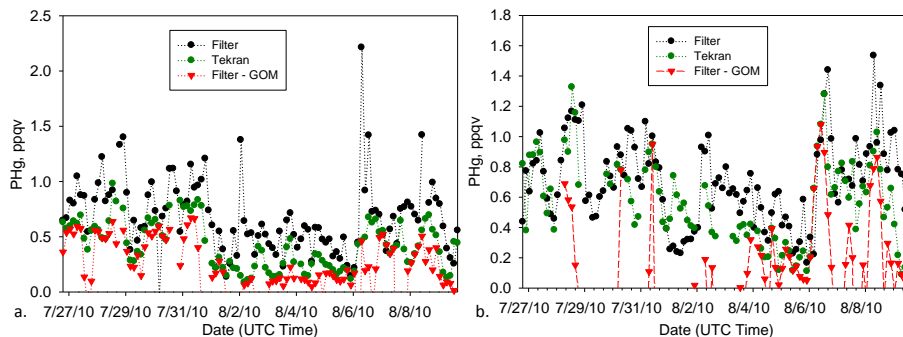 2.5
2.0
1.5
1.0
0.5
0.0
PHg, ppqv
Filter
Tekran
Filter - GOM
7/27/10 7/29/10 7/31/10 8/2/10 8/4/10 8/6/10 8/8/10
a.
Date (UTC Time)
1.8
1.6
1.4
1.2
1.0
0.8
0.6
0.4
0.2
0.0
PHg, ppqv
Filter
Tekran
Filter - GOM
7/27/10 7/29/10 7/31/10 8/2/10 8/4/10 8/6/10 8/8/10
b.
Date (UTC Time)